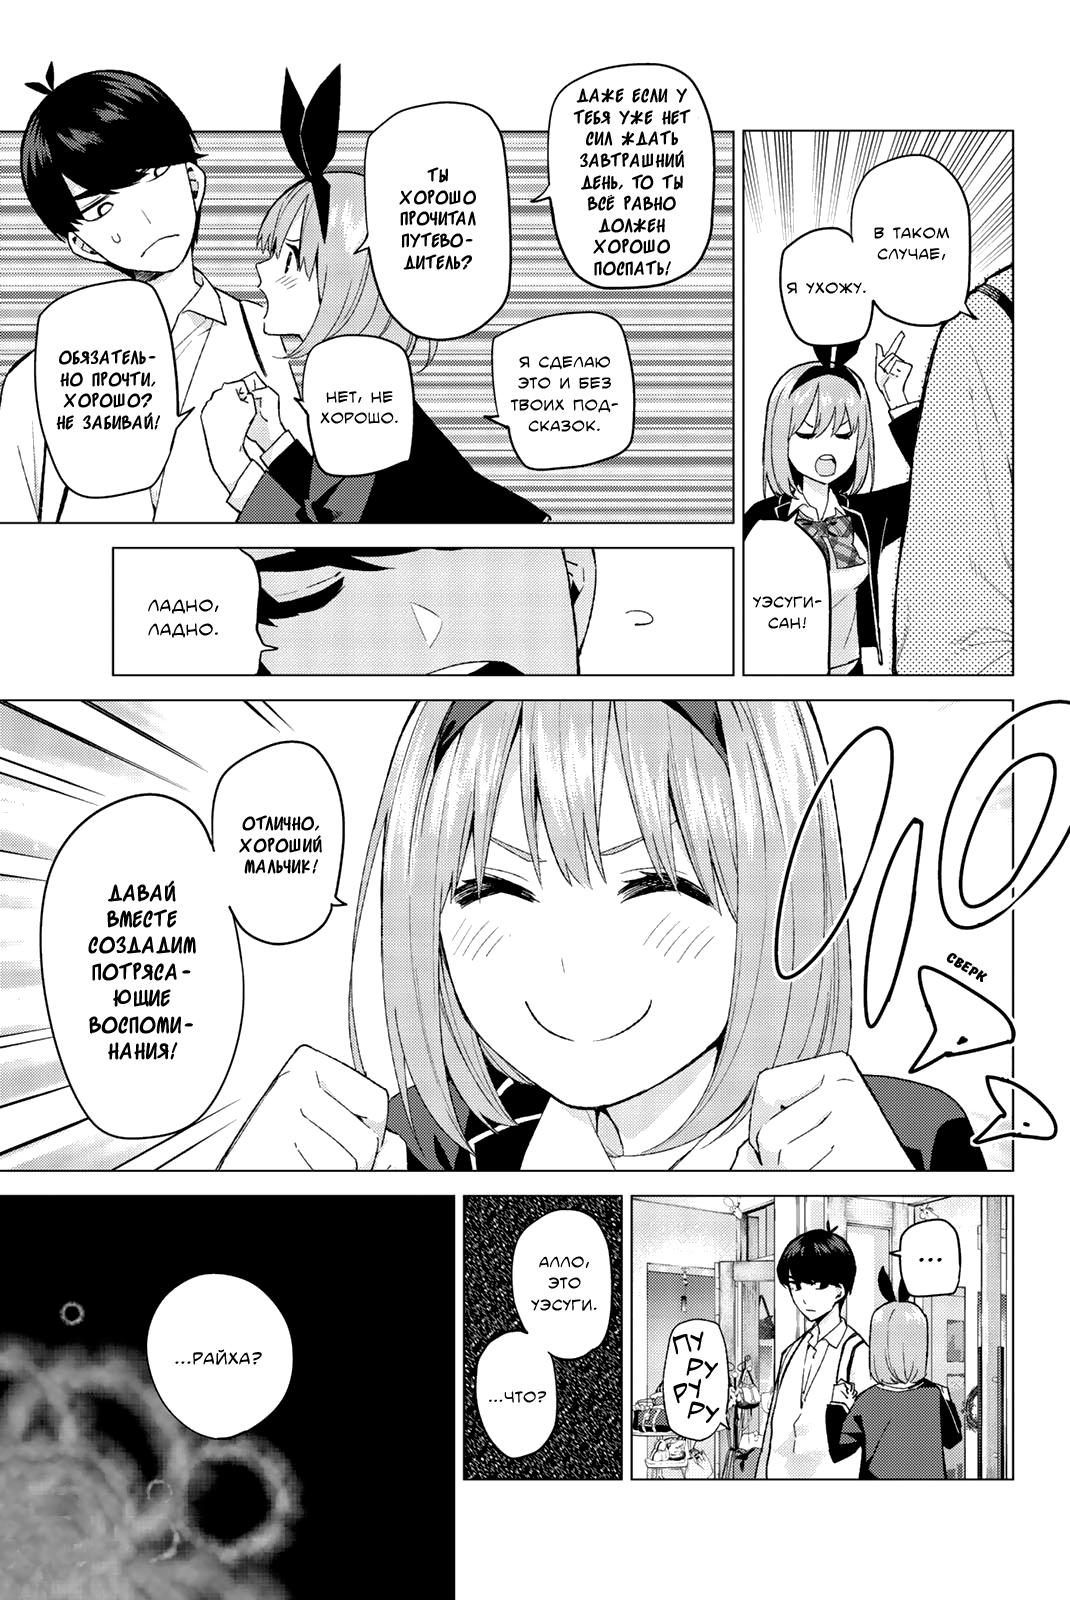 В ТАКОМ
СЛУЧАЕ,
Я УХОЖУ.
УЭСУГИ-
САН!
ДАЖЕ ЕСЛИ У
ТЕБЯ УЖЕ НЕТ
СИЛ ЖДАТЬ
ЗАВТРАШНИЙ
ДЕНЬ, ТО ТЫ
ВСЁ РАВНО
ДОЛЖЕН
ХОРОШО
ПОСПАТЬ!
Я СДЕЛАЮ
ЭТО И БЕЗ
ТВОИХ ПОД-
СКАЗОК.
ТЫ
ХОРОШО
ПРОЧИТАЛ
ПУТЕВО-
ДИТЕЛЬ?
НЕТ, НЕ
ХОРОШО.
ОБЯЗАТЕЛЬ-
НО ПРОЧТИ,
ХОРОШО?
НЕ ЗАБИВАЙ!
ЛАДНО,
ЛАДНО.
СВЕРК
ОТЛИЧНО,
ХОРОШИЙ
МАЛЬЧИК!
ДАВАЙ
ВМЕСТЕ
СОЗДАДИМ
ПОТРЯСА-
ЮЩИЕ
ВОСПОМИ-
НАНИЯ!
...
ПУ
РУ
РУ
РУ
АЛЛО,
ЭТО
УЭСУГИ.
...ЧТО?
...РАЙХА?